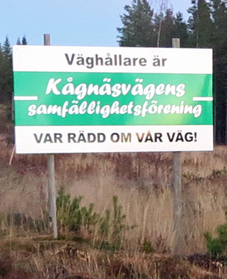 Väghållare är
Kågnäsvägens
samfällighetsförening
VAR RÄDD OM VÅR VÄG!